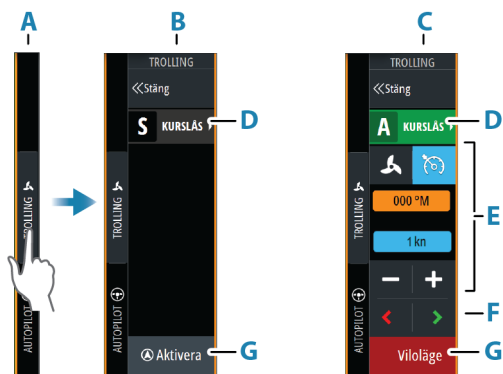 A
B
C
TROLLING
AUTOPILOT
TROLLING
«Stäng
S KURSLÅS
D
TROLLING
AUTOPILOT
Aktivera
G
TROLLING
«Stäng
A KURSLÅS
D
000 °M
1 kn
E
− +
< >
F
TROLLING
AUTOPILOT
Viloläge
G